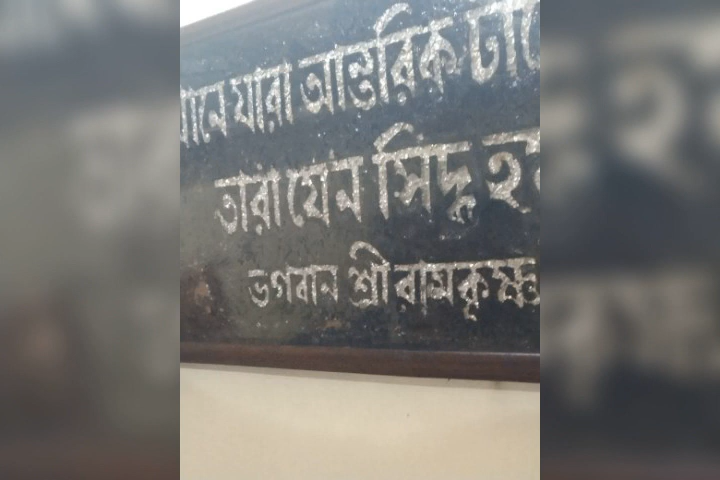 যারা আন্তরিক
তারা যেন সিদ্ধ
ভগবান শ্রী রামকৃষ্ণ